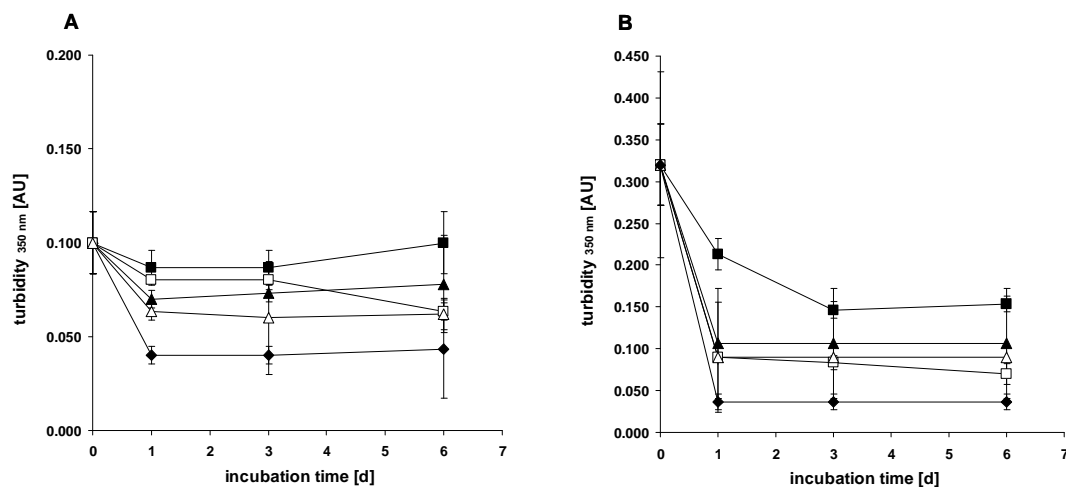 A
turbidity 350 nm [AU]
0.200
0.150
0.100
0.050
0.000
0 1 2 3 4 5 6 7
incubation time [d]
B
turbidity 350 nm [AU]
0.450
0.400
0.350
0.300
0.250
0.200
0.150
0.100
0.050
0.000
0 1 2 3 4 5 6 7
incubation time [d]